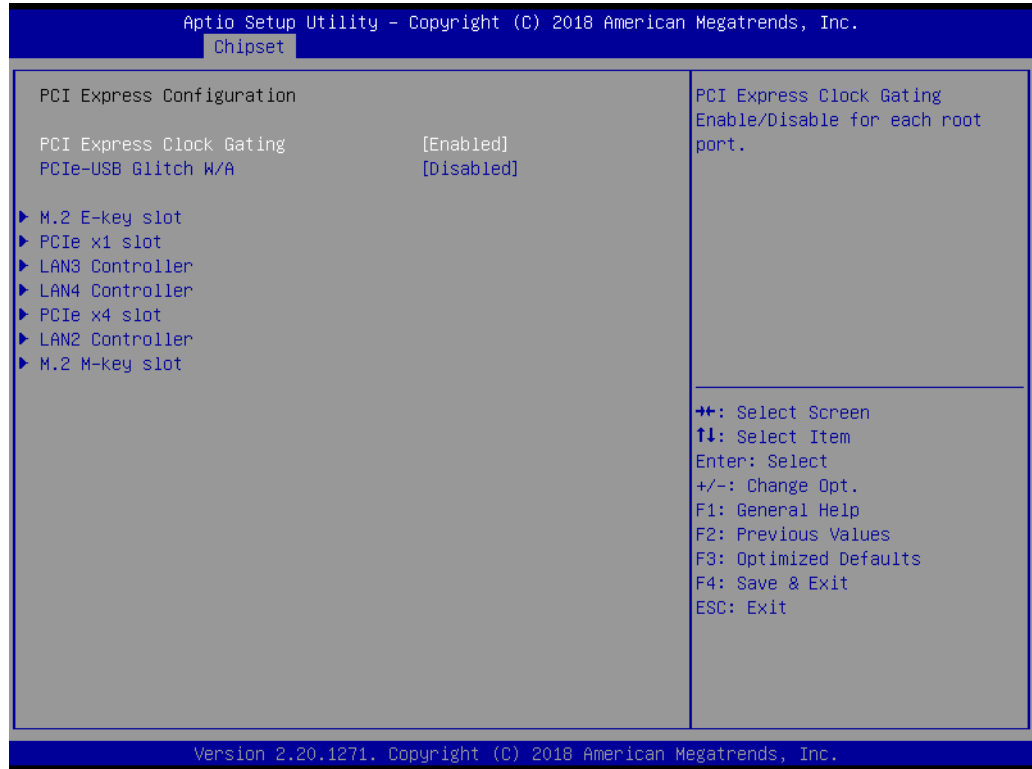 Aptio Setup Utility – Copyright (C) 2018 American Megatrends, Inc.
Chipset
PCI Express Configuration
PCI Express Clock Gating [Enabled]
PCIe-USB Glitch W/A [Disabled]
M.2 E-key slot
PCIe x1 slot
LAN3 Controller
LAN4 Controller
PCIe x4 slot
LAN2 Controller
M.2 M-key slot
PCI Express Clock Gating
Enable/Disable for each root
port.
→←: Select Screen
↑↓: Select Item
Enter: Select
+/-: Change Opt.
F1: General Help
F2: Previous Values
F3: Optimized Defaults
F4: Save & Exit
ESC: Exit
Version 2.20.1271. Copyright (C) 2018 American Megatrends, Inc.